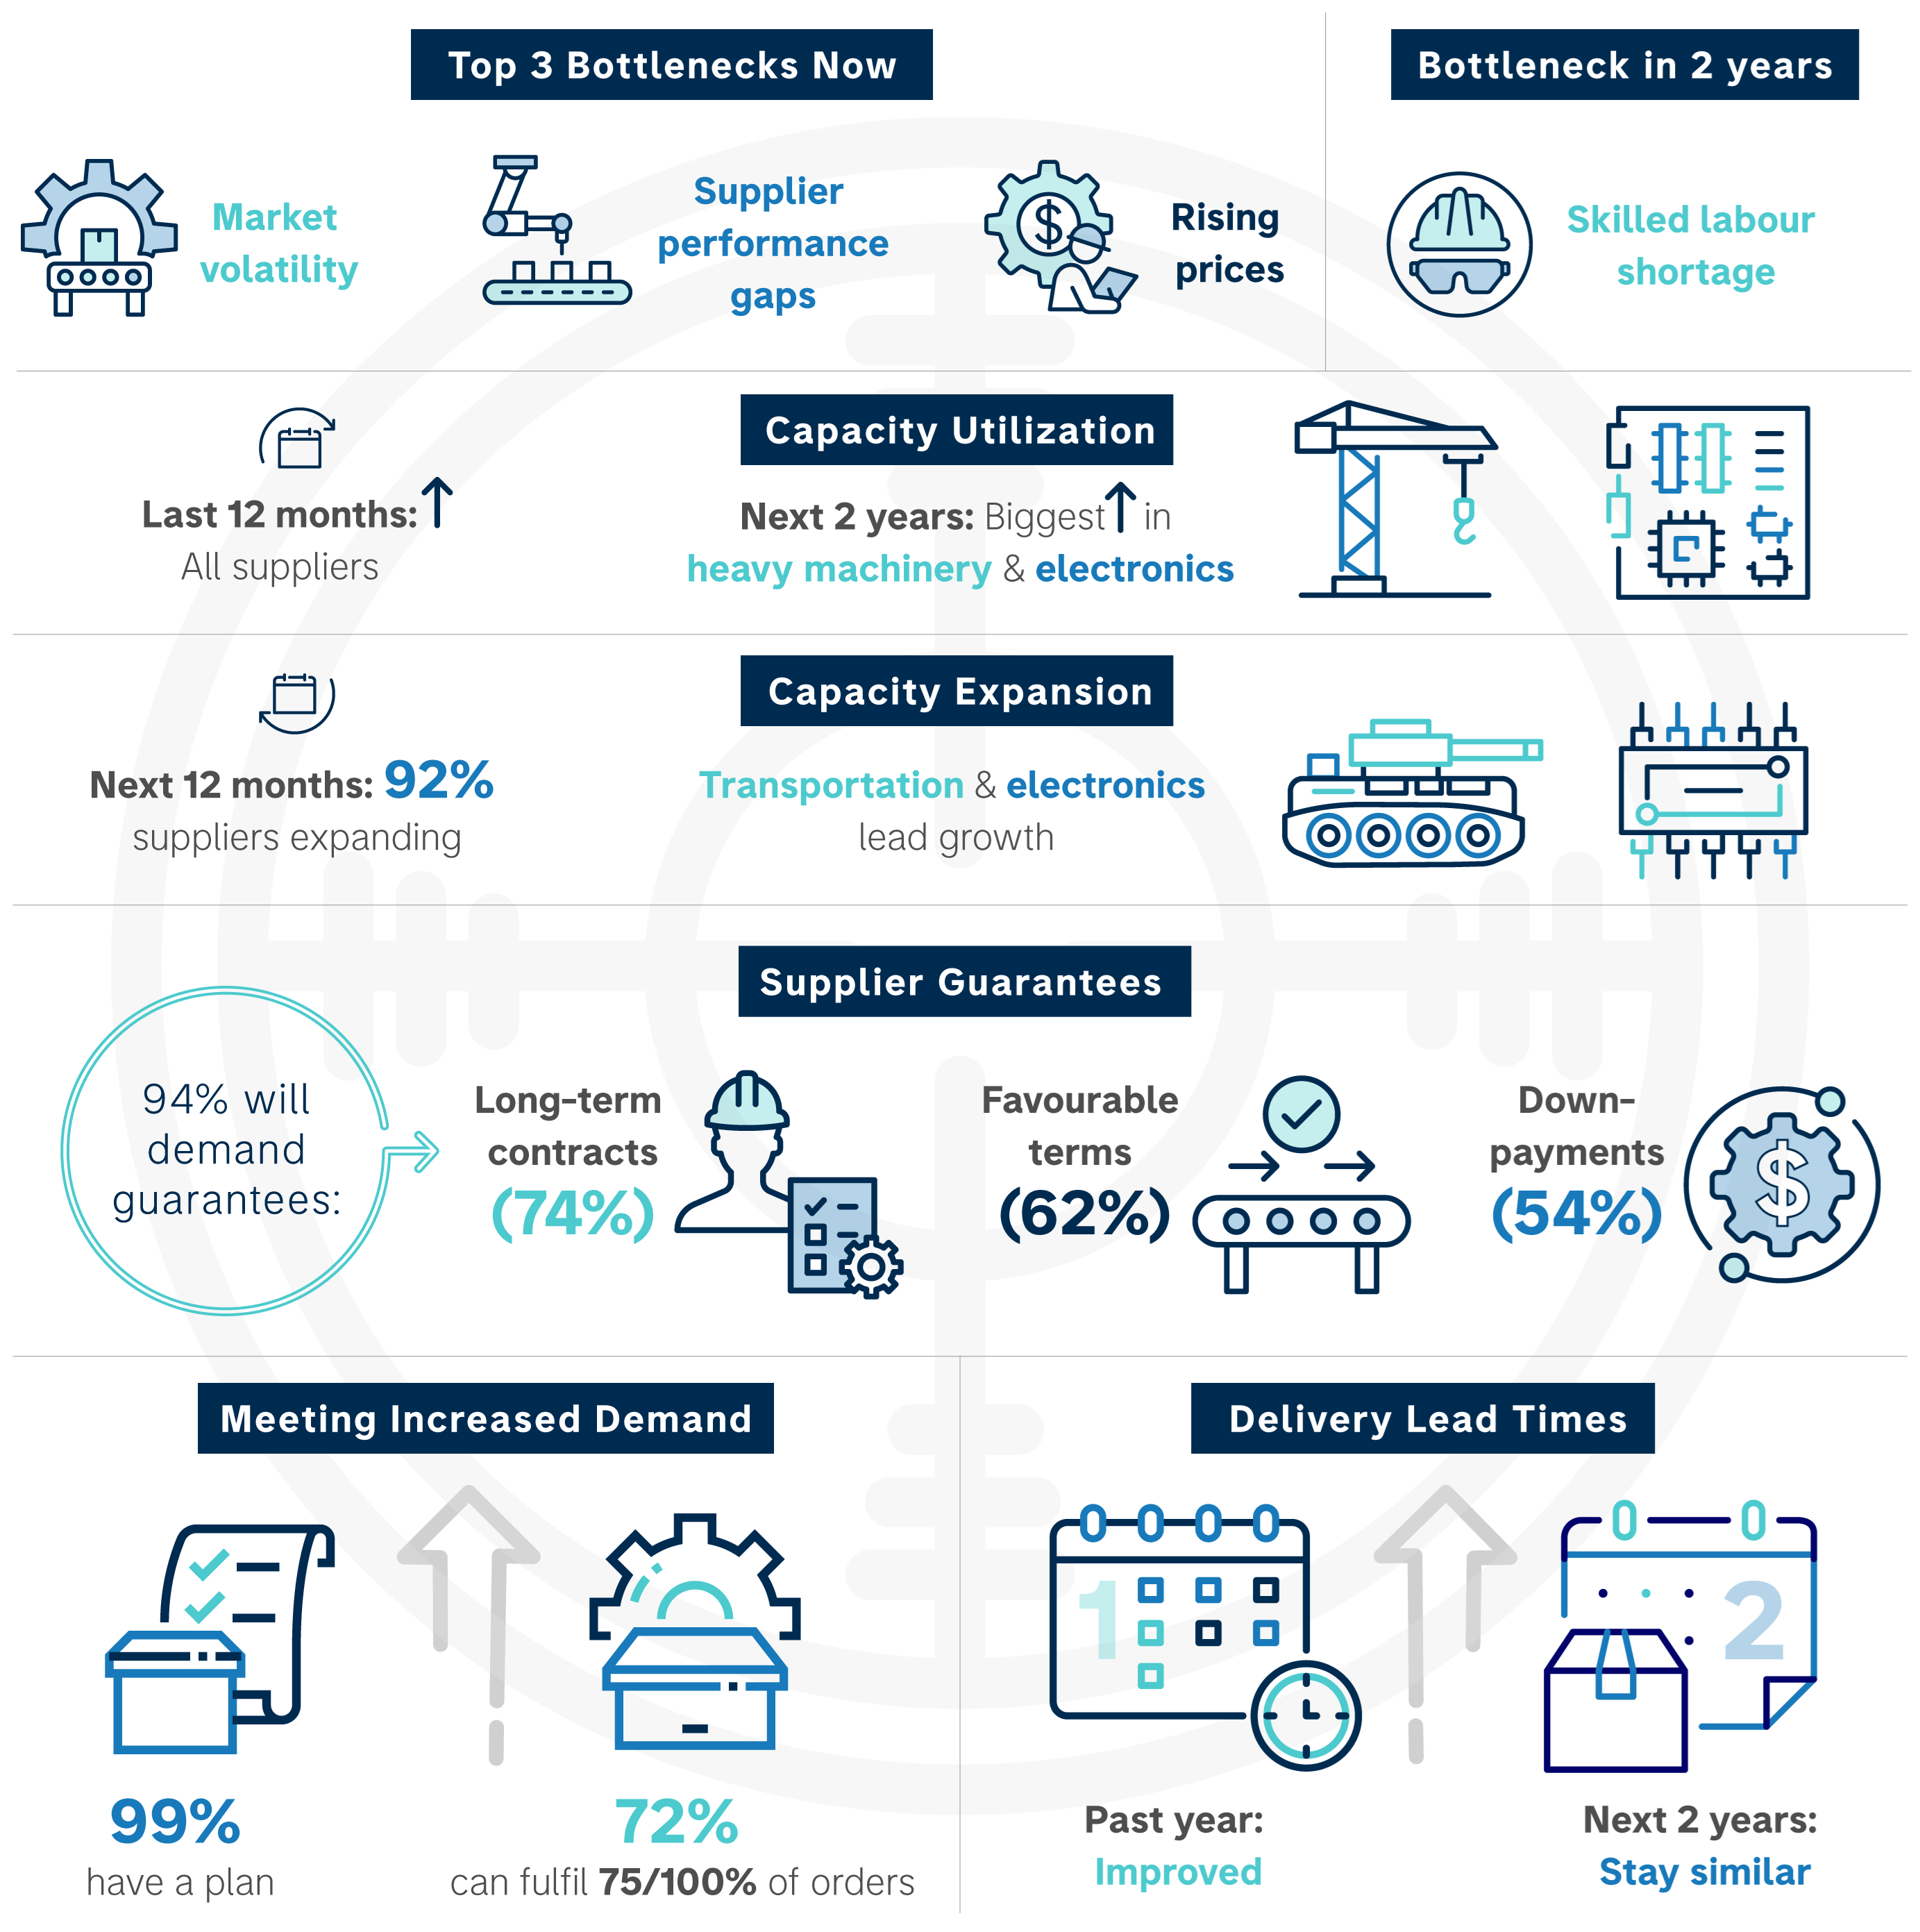 Top 3 Bottlenecks Now
Market
volatility
Supplier
performance
gaps
Rising
prices
Bottleneck in 2 years
Skilled labour
shortage
Capacity Utilization
Last 12 months:
All suppliers
Next 2 years: Biggest in
heavy machinery & electronics
Capacity Expansion
Next 12 months: 92%
suppliers expanding
Transportation & electronics
lead growth
Supplier Guarantees
94% will
demand
guarantees:
Long-term
contracts
(74%)
Favourable
terms
(62%)
Down-
payments
(54%)
Meeting Increased Demand
99%
have a plan
72%
can fulfil 75/100% of orders
Delivery Lead Times
1
Past year:
Improved
2
Next 2 years:
Stay similar